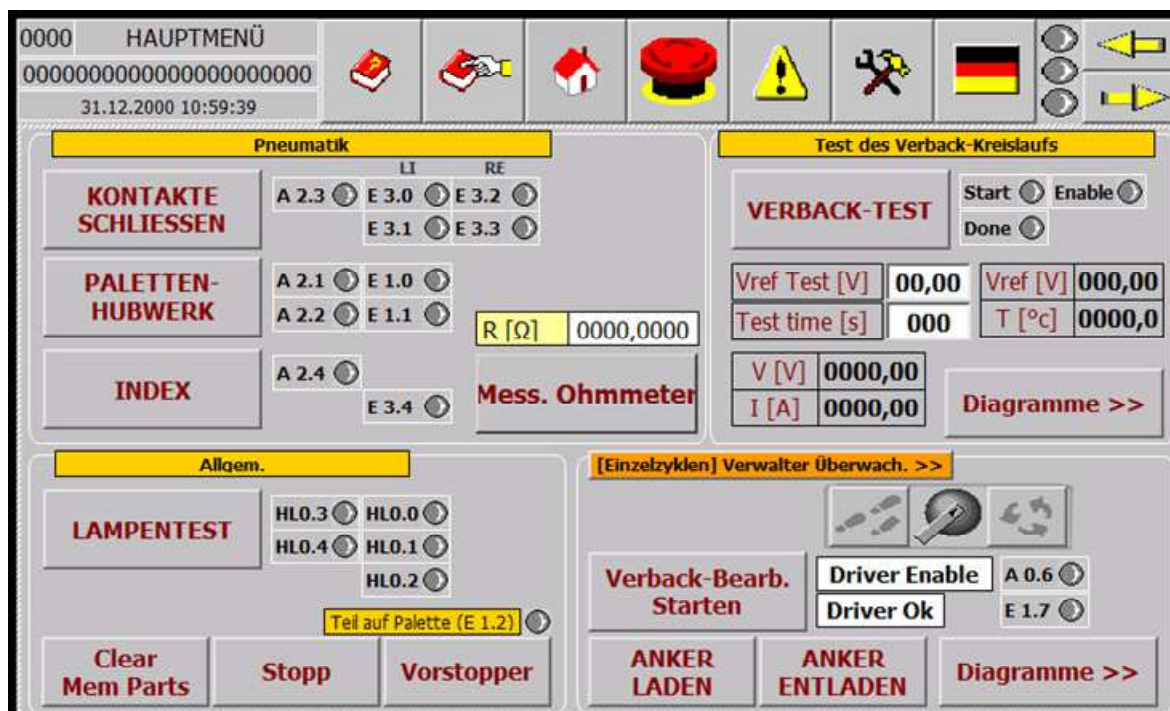 0000 HAUPTMENÜ
0000000000000000000000
31.12.2000 10:59:39
Pneumatik
LI RE
KONTAKTE
SCHLIESSEN
A 2.3 E 3.0 E 3.2
E 3.1 E 3.3
PALETTEN-
HUBWERK
A 2.1 E 1.0
A 2.2 E 1.1
R [Ω] 0000,0000
INDEX
A 2.4
E 3.4
Mess. Ohmmeter
Test des Verback-Kreislaufs
VERBACK-TEST
Start Enable
Done
Vref Test [V] 00,00 Vref [V] 000,00
Test time [s] 000 T [°c] 0000,0
V [V] 0000,00
I [A] 0000,00
Diagramme >>
Allgem.
LAMPENTEST
HL0.3 HL0.0
HL0.4 HL0.1
HL0.2
Teil auf Palette (E 1.2)
Clear
Mem Parts
Stopp
Vorstopper
[Einzelzyklen] Verwalter Überwach. >>
Verback-Bearb.
Starten
Driver Enable A 0.6
Driver Ok E 1.7
ANKER
LADEN
ANKER
ENTLADEN
Diagramme >>